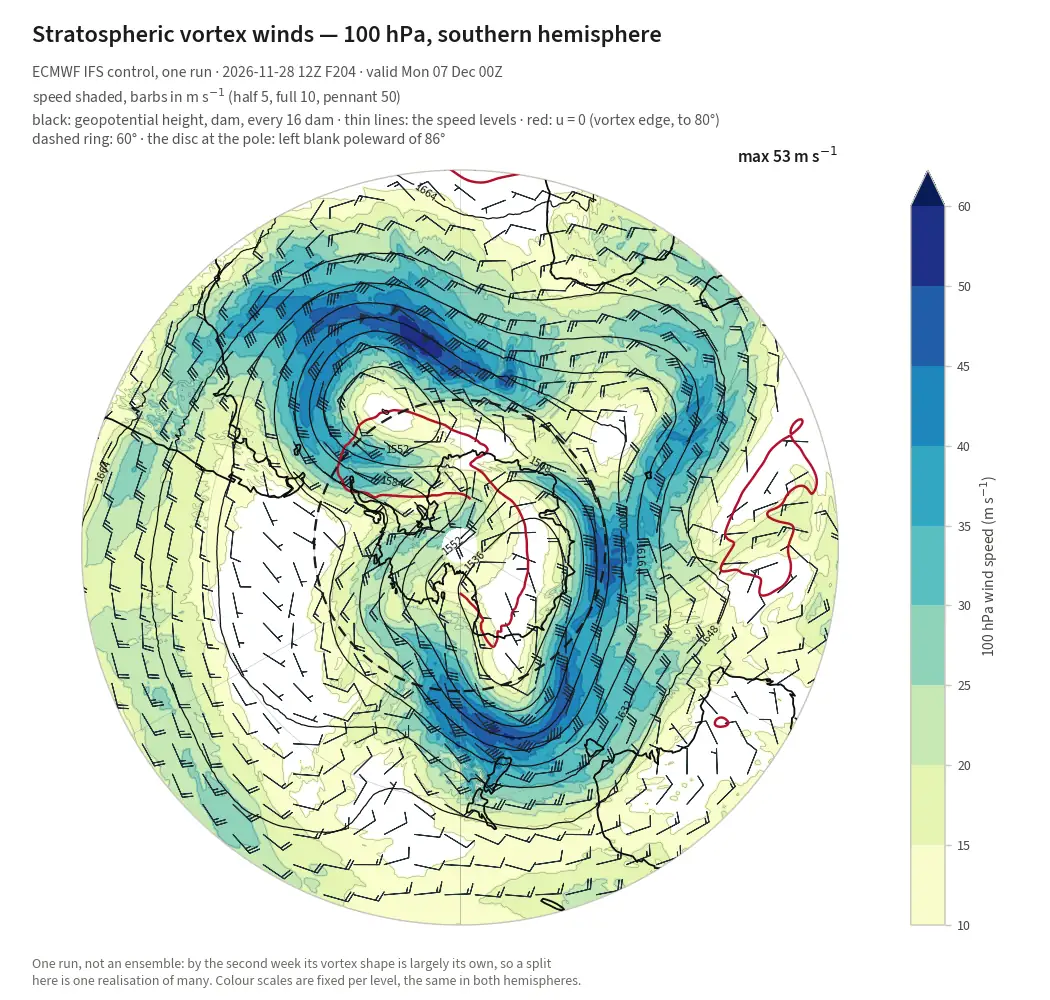 Stratospheric vortex winds — 100 hPa, southern hemisphere
ECMWF IFS control, one run · 2026-11-28 12Z F204 · valid Mon 07 Dec 00Z
speed shaded, barbs in m s⁻¹ (half 5, full 10, pennant 50)
black: geopotential height, dam, every 16 dam · thin lines: the speed levels · red: u = 0 (vortex edge, to 80°)
dashed ring: 60° · the disc at the pole: left blank poleward of 86°
max 53 m s⁻¹
1664
1664
1552
1584
1568
1600
1616
1552
1536
1648
1632
60
50
45
40
35
30
25
20
15
10
100 hPa wind speed (m s⁻¹)
One run, not an ensemble: by the second week its vortex shape is largely its own, so a split
here is one realisation of many. Colour scales are fixed per level, the same in both hemispheres.